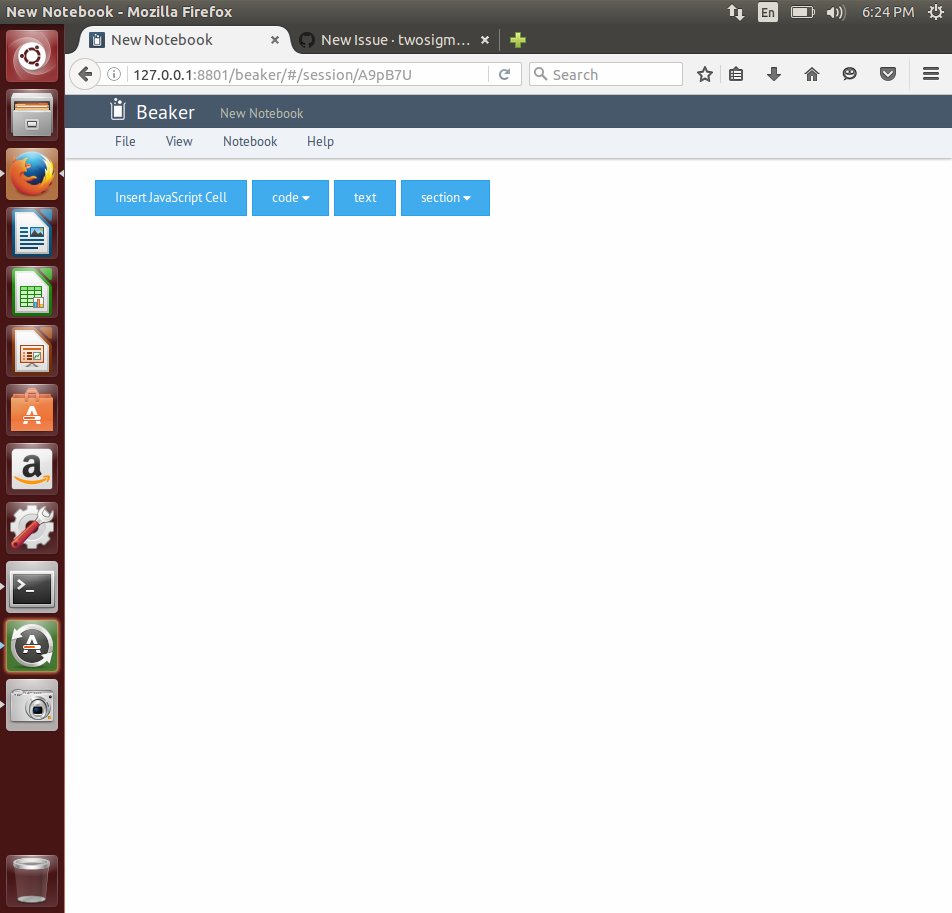 New Notebook - Mozilla Firefox
En
6:24 PM
New Notebook
New Issue · twosigm...
127.0.0.1:8801/beaker/#/session/A9pB7U
Search
Beaker
New Notebook
File
View
Notebook
Help
Insert JavaScript Cell
code
text
section